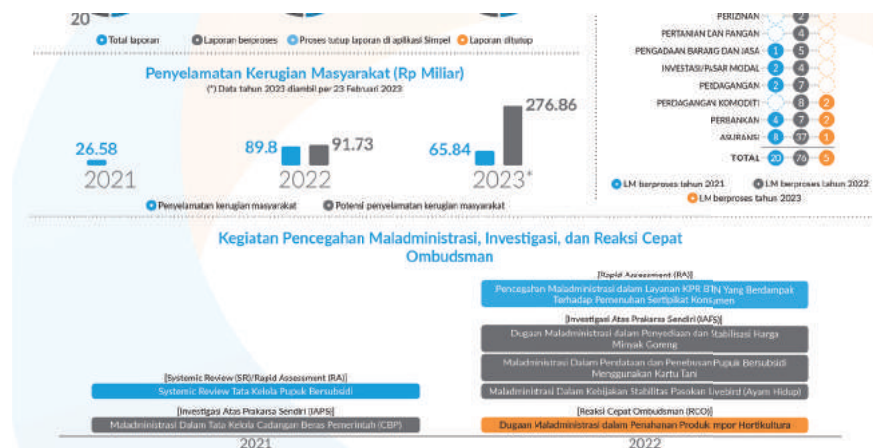 20
Total laporan Laporan berproses Proses tutup laporan di aplikasi Simpel Laporan ditutup
Penyelamatan Kerugian Masyarakat (Rp Miliar)
(*) Data tahun 2023 diambil per 23 Februari 2023
26.58
89.8
91.73
65.84
276.86
2021
2022
2023*
Penyelamatan kerugian masyarakat Potensi penyelamatan kerugian masyarakat
PERIZINAN 2
PERTANIAN DAN PANGAN 4
PENGADAAN BARANG DAN JASA 1 5
INVESTASI/PASAR MODAL 2 4
PERDAGANGAN 2 7
PERDAGANGAN KOMODITI 8 2
PERBANKAN 4 7 2
ASURANSI 8 37 1
TOTAL 20 76 5
LM berproses tahun 2021 LM berproses tahun 2022
LM berproses tahun 2023
Kegiatan Pencegahan Maladministrasi, Investigasi, dan Reaksi Cepat
Ombudsman
[Systemic Review (SR)/Rapid Assessment (RA)]
Systemic Review Tata Kelola Pupuk Bersubsidi
[Investigasi Atas Prakarsa Sendiri (IAPS)]
Maladministrasi Dalam Tata Kelola Cadangan Beras Pemerintah (CBP)
2021
[Rapid Assessment (RA)]
Pencegahan Maladministrasi dalam Layanan KPR BTN Yang Berdampak
Terhadap Pemenuhan Sertipikat Konsumen
[Investigasi Atas Prakarsa Sendiri (IAPS)]
Dugaan Maladministrasi dalam Penyediaan dan Stabilisasi Harga
Minyak Goreng
Maladministrasi Dalam Pendataan dan Penebusan Pupuk Bersubsidi
Menggunakan Kartu Tani
Maladministrasi Dalam Kebijakan Stabilitas Pasokan Livebird (Ayam Hidup)
[Reaksi Cepat Ombudsman (RCO)]
Dugaan Maladministrasi dalam Penahanan Produk Impor Hortikultura
2022